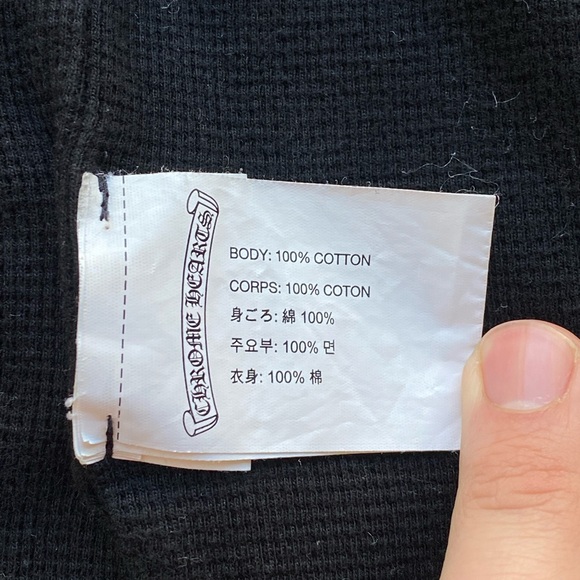 CHROME HEARTS
BODY: 100% COTTON
CORPS: 100% COTON
身ごろ: 綿 100%
주요부: 100% 면
衣身: 100% 棉